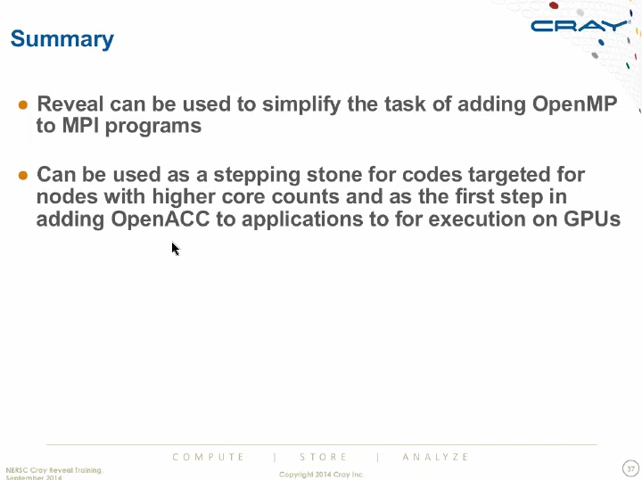 CRAY
Summary
Reveal can be used to simplify the task of adding OpenMP
to MPI programs
Can be used as a stepping stone for codes targeted for
nodes with higher core counts and as the first step in
adding OpenACC to applications to for execution on GPUs
COMPUTE | STORE | ANALYZE
NERSC Cray Reveal Training
September 2014
Copyright 2014 Cray Inc.
37